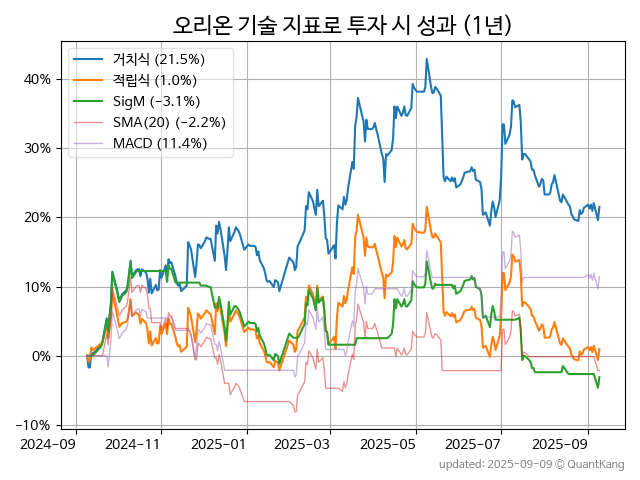 오리온 기술 지표로 투자 시 성과 (1년)
거치식 (21.5%)
적립식 (1.0%)
SigM (−3.1%)
SMA(20) (−2.2%)
MACD (11.4%)
40%
30%
20%
10%
0%
−10%
2024-09 2024-11 2025-01 2025-03 2025-05 2025-07 2025-09
updated: 2025-09-09 © QuantKang